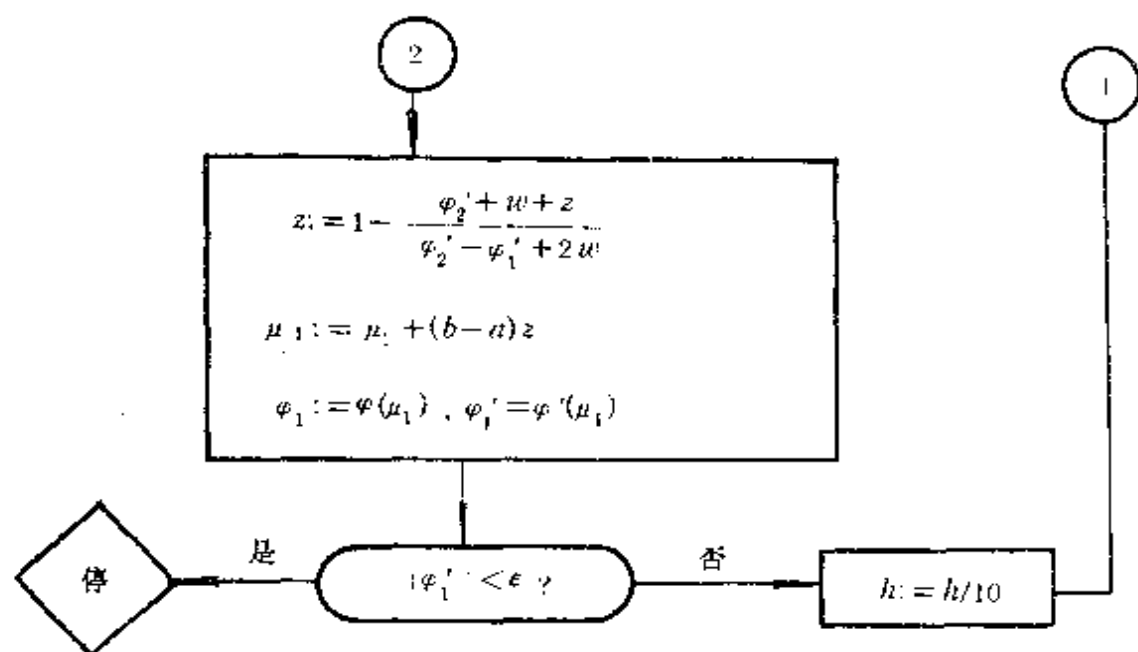 2
1
z: = 1 − (φ₂′ + w + z) / (φ₂′ − φ₁′ + 2w)
μ₁ : = μ₁ + (b − a) z
φ₁ : = φ(μ₁) , φ₁′ = φ′(μ₁)
停
是
|φ₁′| < ε ?
否
h: = h/10